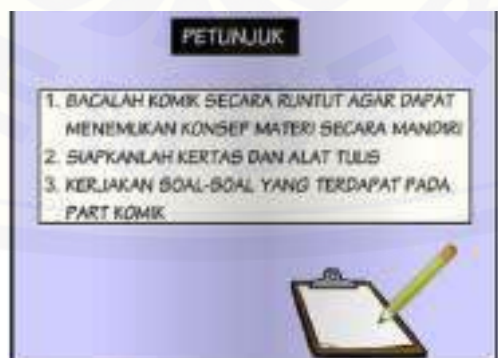 PETUNJUK
1. BACALAH KOMIK SECARA RUNTUT AGAR DAPAT
MENEMUKAN KONSEP MATERI SECARA MANDIRI
2. SIAPKANLAH KERTAS DAN ALAT TULIS
3. KERJAKAN SOAL-SOAL YANG TERDAPAT PADA
PART KOMIK